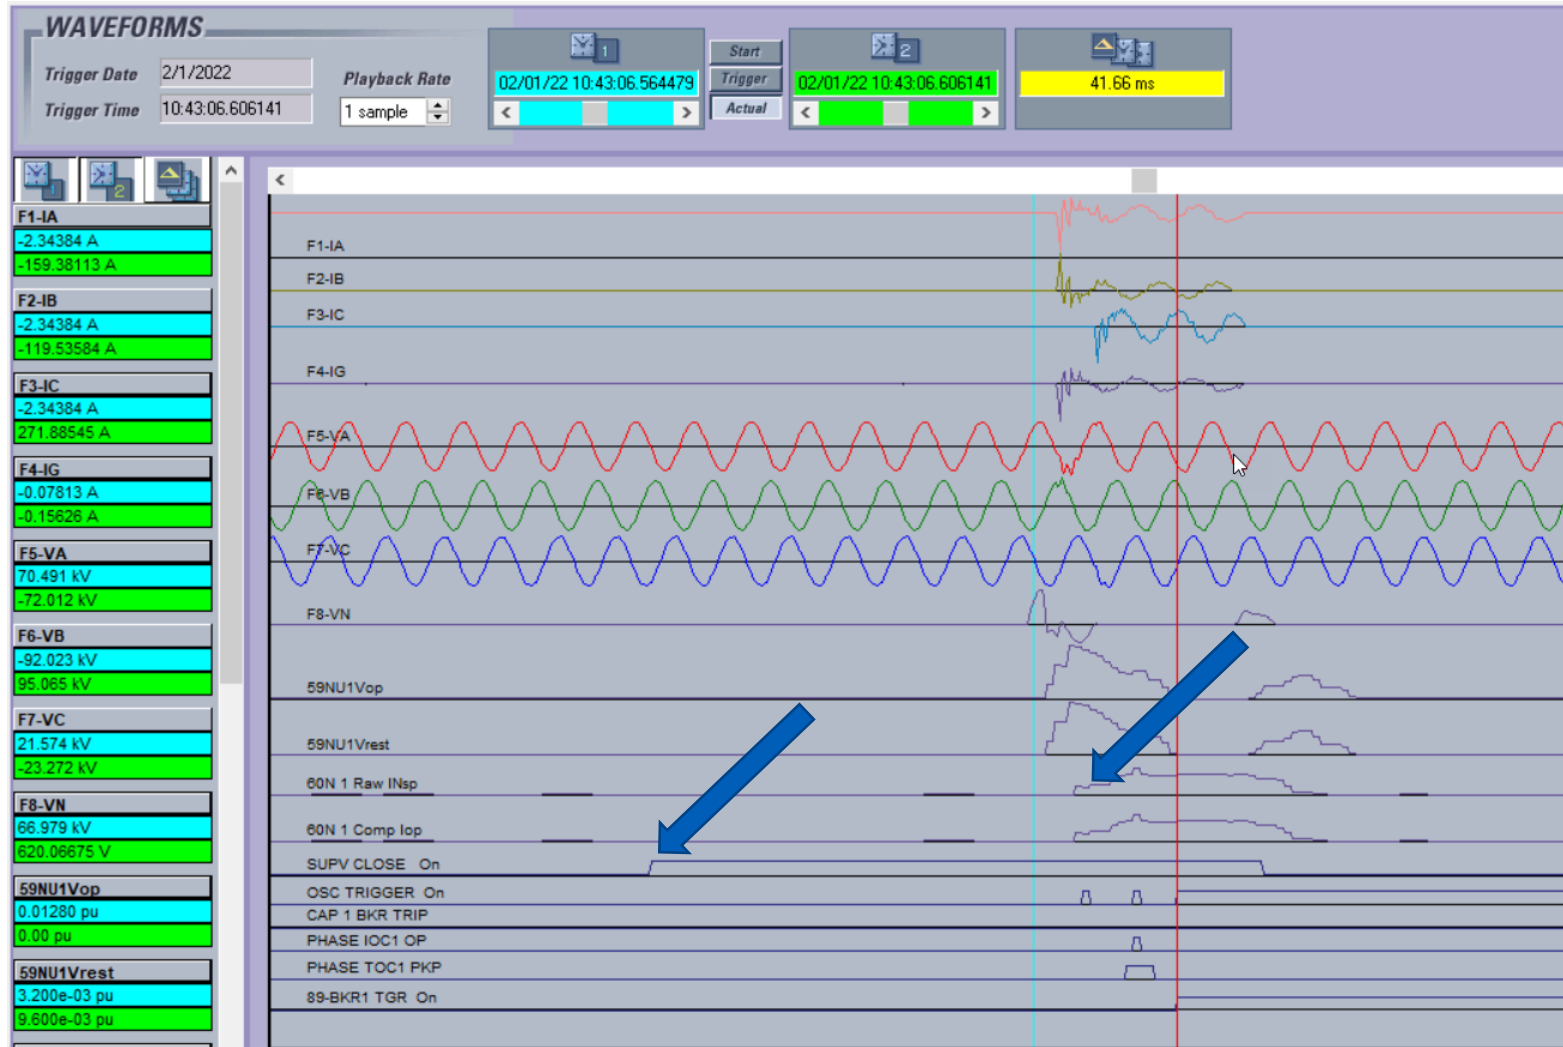 WAVEFORMS
Trigger Date 2/1/2022
Trigger Time 10:43:06.606141
Playback Rate
1 sample
1
02/01/22 10:43:06.564479
Start
Trigger
Actual
2
02/01/22 10:43:06.606141
41.66 ms
1
2
F1-IA
-2.34384 A
-159.38113 A
F2-IB
-2.34384 A
-119.53584 A
F3-IC
-2.34384 A
271.88545 A
F4-IG
-0.07813 A
-0.15626 A
F5-VA
70.491 kV
-72.012 kV
F6-VB
-92.023 kV
95.065 kV
F7-VC
21.574 kV
-23.272 kV
F8-VN
66.979 kV
620.06675 V
59NU1Vop
0.01280 pu
0.00 pu
59NU1Vrest
3.200e-03 pu
9.600e-03 pu
F1-IA
F2-IB
F3-IC
F4-IG
F5-VA
F6-VB
F7-VC
F8-VN
59NU1Vop
59NU1Vrest
60N 1 Raw INsp
60N 1 Comp Iop
SUPV CLOSE On
OSC TRIGGER On
CAP 1 BKR TRIP
PHASE IOC1 OP
PHASE TOC1 PKP
89-BKR1 TGR On